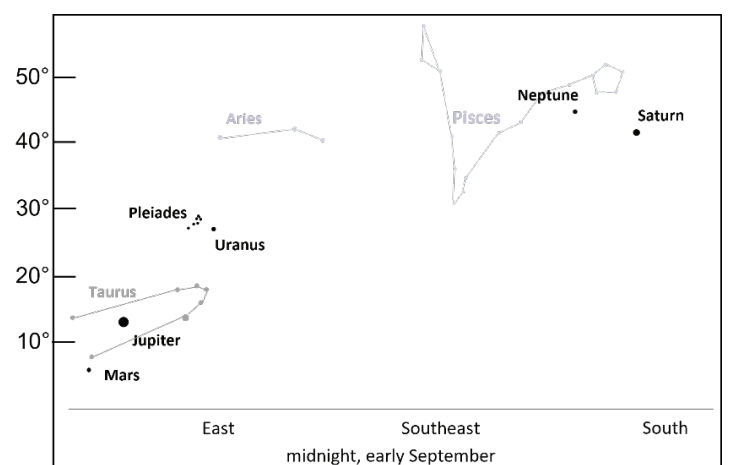 50°
Neptune
Saturn
Aries
Pisces
40°
30°
Pleiades
Uranus
20°
Taurus
10°
Jupiter
Mars
East Southeast South
midnight, early September